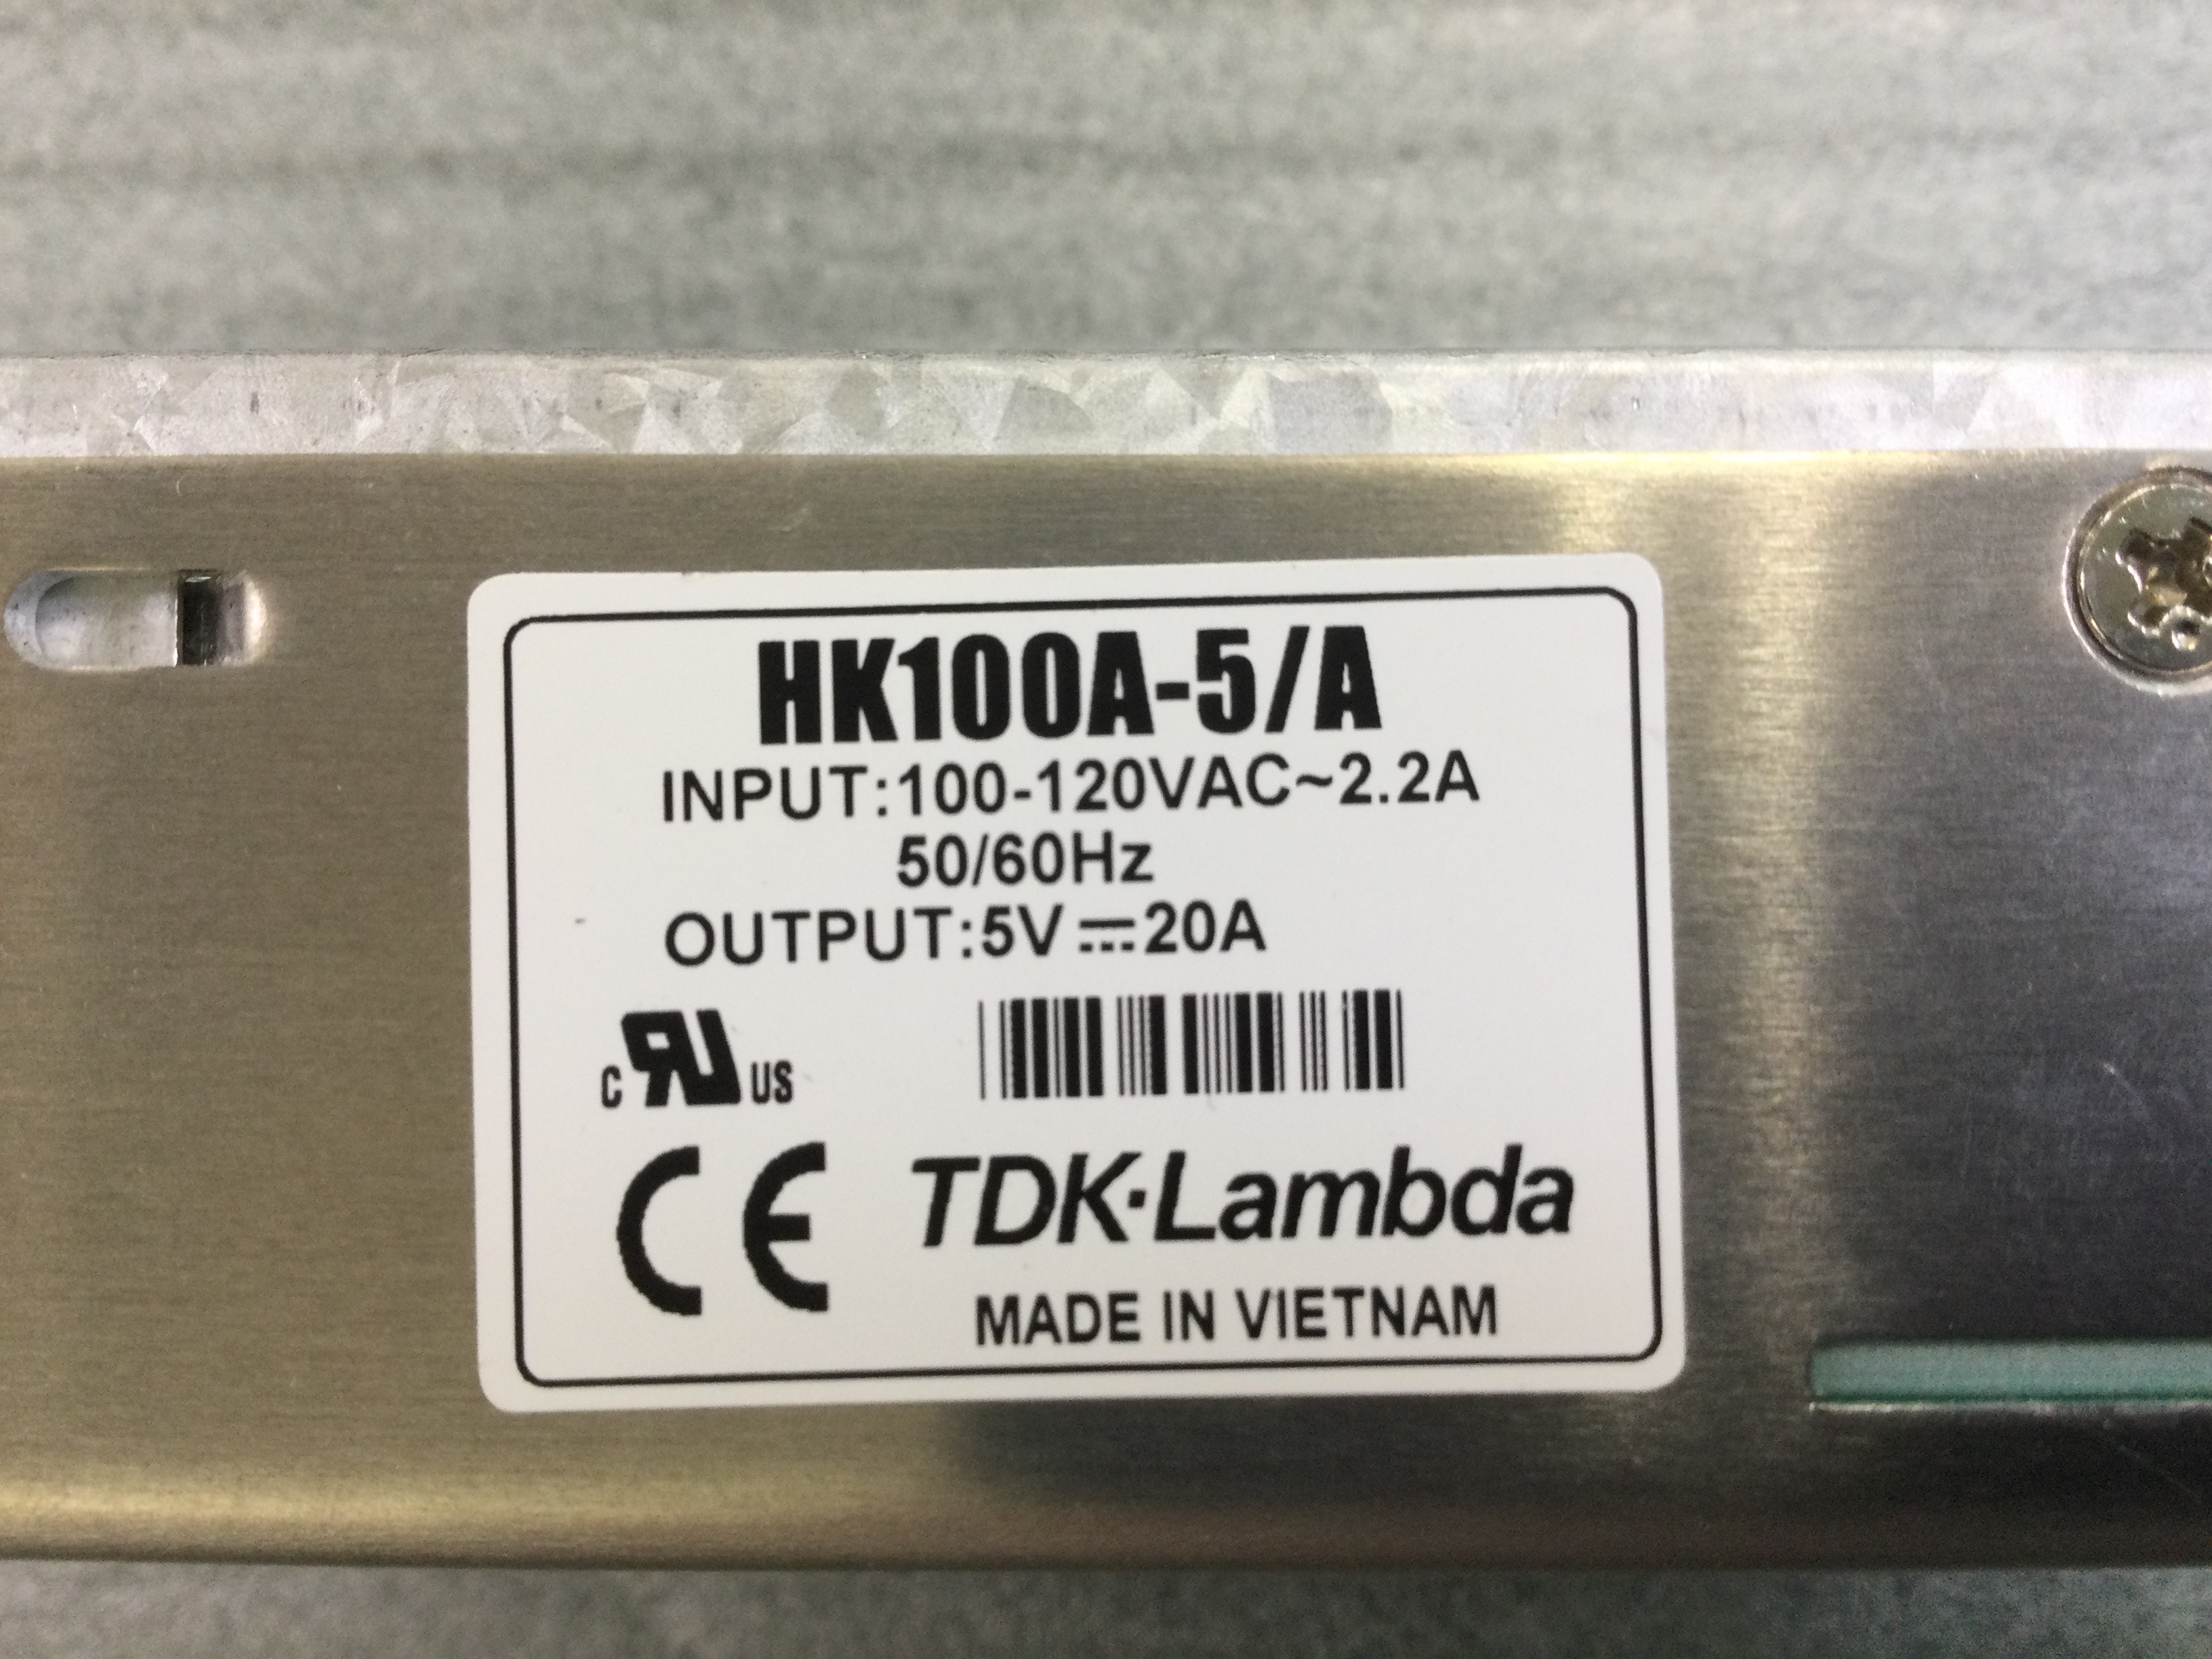 HK100A-5/A
INPUT:100-120VAC~2.2A
50/60Hz
OUTPUT:5V⎓20A
c RU US
CE
TDK·Lambda
MADE IN VIETNAM